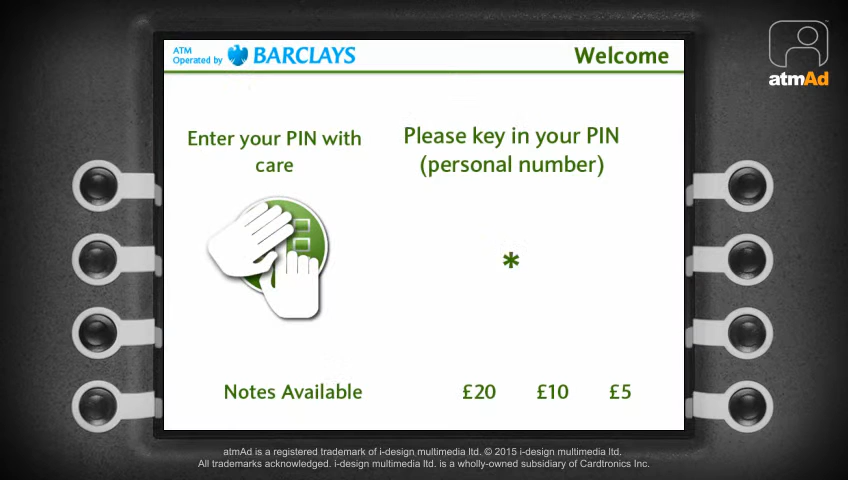 ATM
Operated by BARCLAYS
Welcome
atmAd
Enter your PIN with
care
Please key in your PIN
(personal number)
*
Notes Available £20 £10 £5
atmAd is a registered trademark of i-design multimedia ltd. © 2015 i-design multimedia ltd.
All trademarks acknowledged. i-design multimedia ltd. is a wholly-owned subsidiary of Cardtronics Inc.